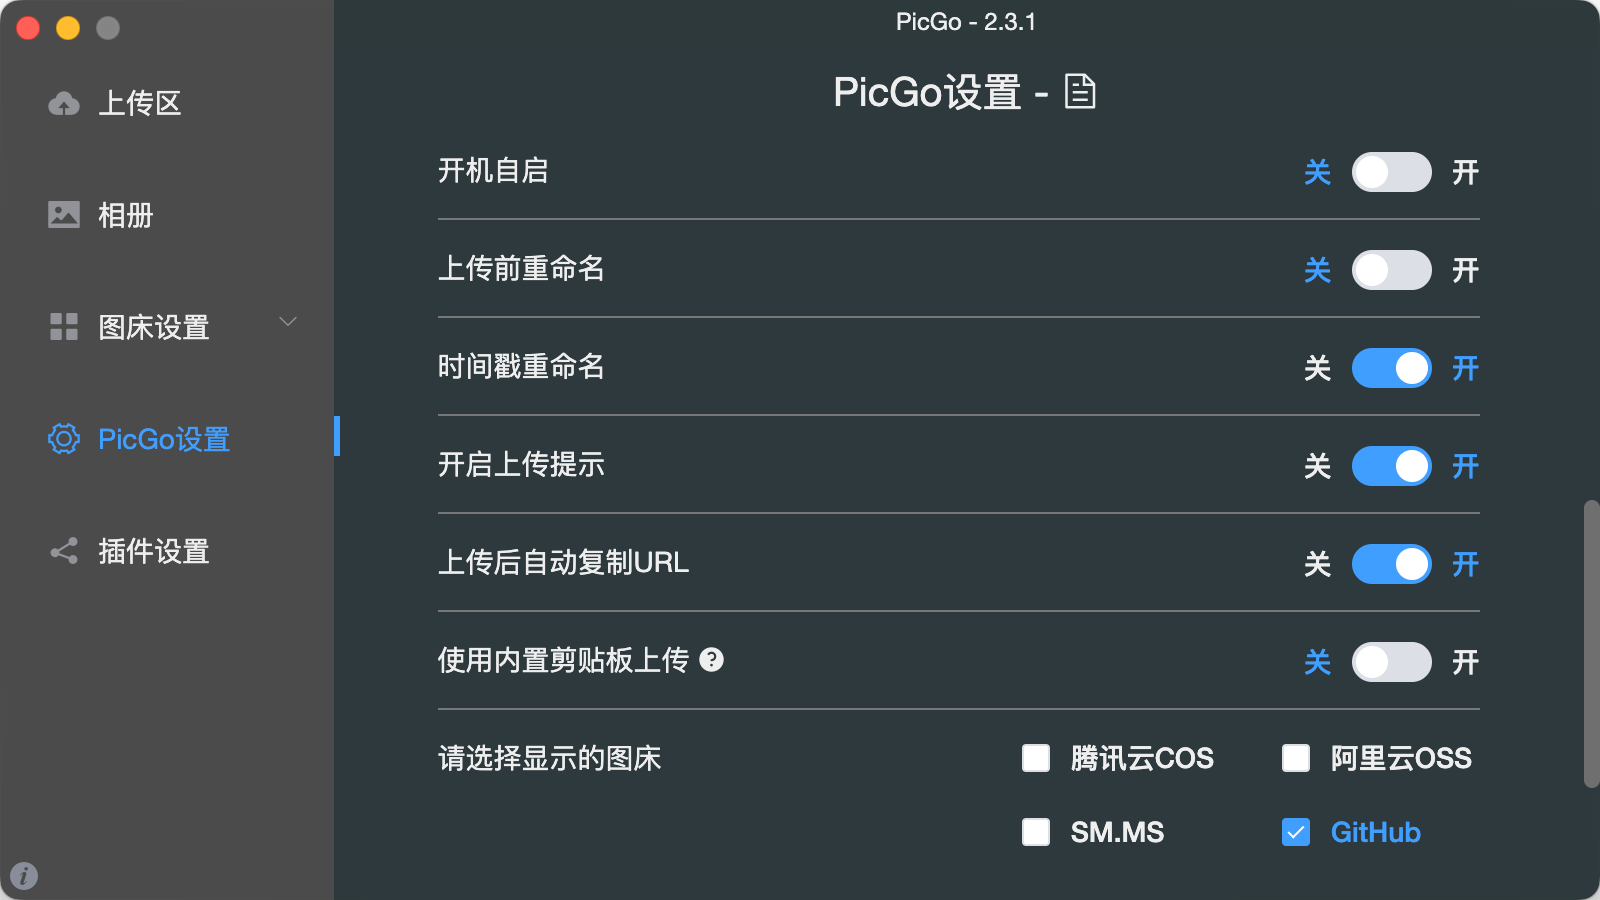 PicGo - 2.3.1
上传区
相册
图床设置
PicGo设置
插件设置
PicGo设置 -
开机自启 关 开
上传前重命名 关 开
时间戳重命名 关 开
开启上传提示 关 开
上传后自动复制URL 关 开
使用内置剪贴板上传 ? 关 开
请选择显示的图床 腾讯云COS 阿里云OSS
SM.MS GitHub
i